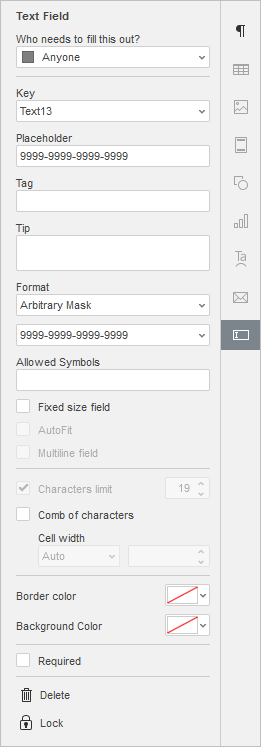 Text Field
Who needs to fill this out?
Anyone
Key
Text13
Placeholder
9999-9999-9999-9999
Tag
Tip
Format
Arbitrary Mask
9999-9999-9999-9999
Allowed Symbols
Fixed size field
AutoFit
Multiline field
Characters limit 19
Comb of characters
Cell width
Auto
Border color
Background Color
Required
Delete
Lock
¶
Ta